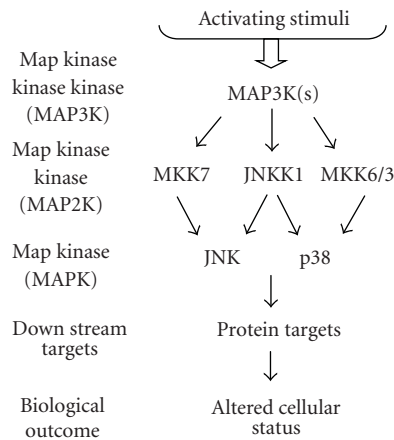 Activating stimuli
Map kinase
kinase kinase
(MAP3K)
MAP3K(s)
Map kinase
kinase
(MAP2K)
MKK7 JNKK1 MKK6/3
Map kinase
(MAPK)
JNK p38
Down stream
targets
Protein targets
Biological
outcome
Altered cellular
status